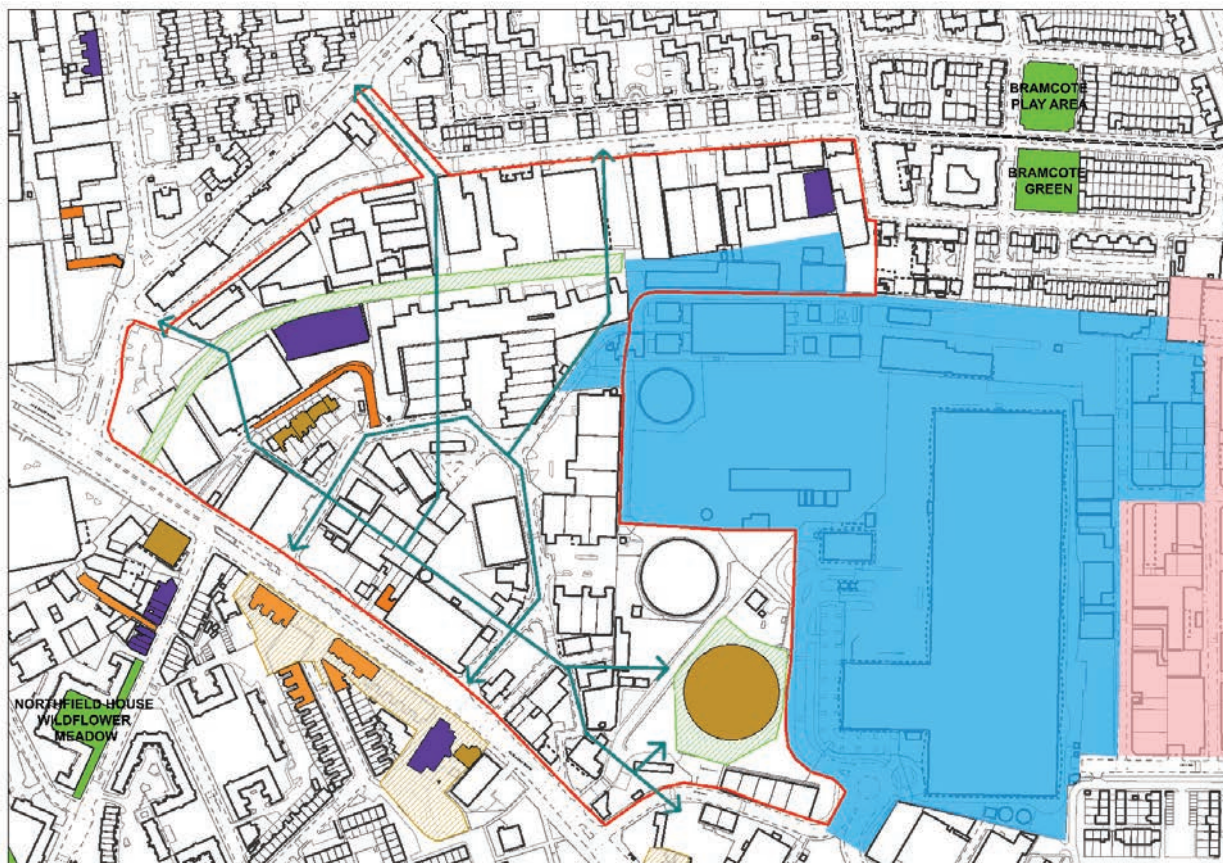 BRAMCOTE
PLAY AREA
BRAMCOTE
GREEN
NORTHFIELD HOUSE
WILDFLOWER
MEADOW